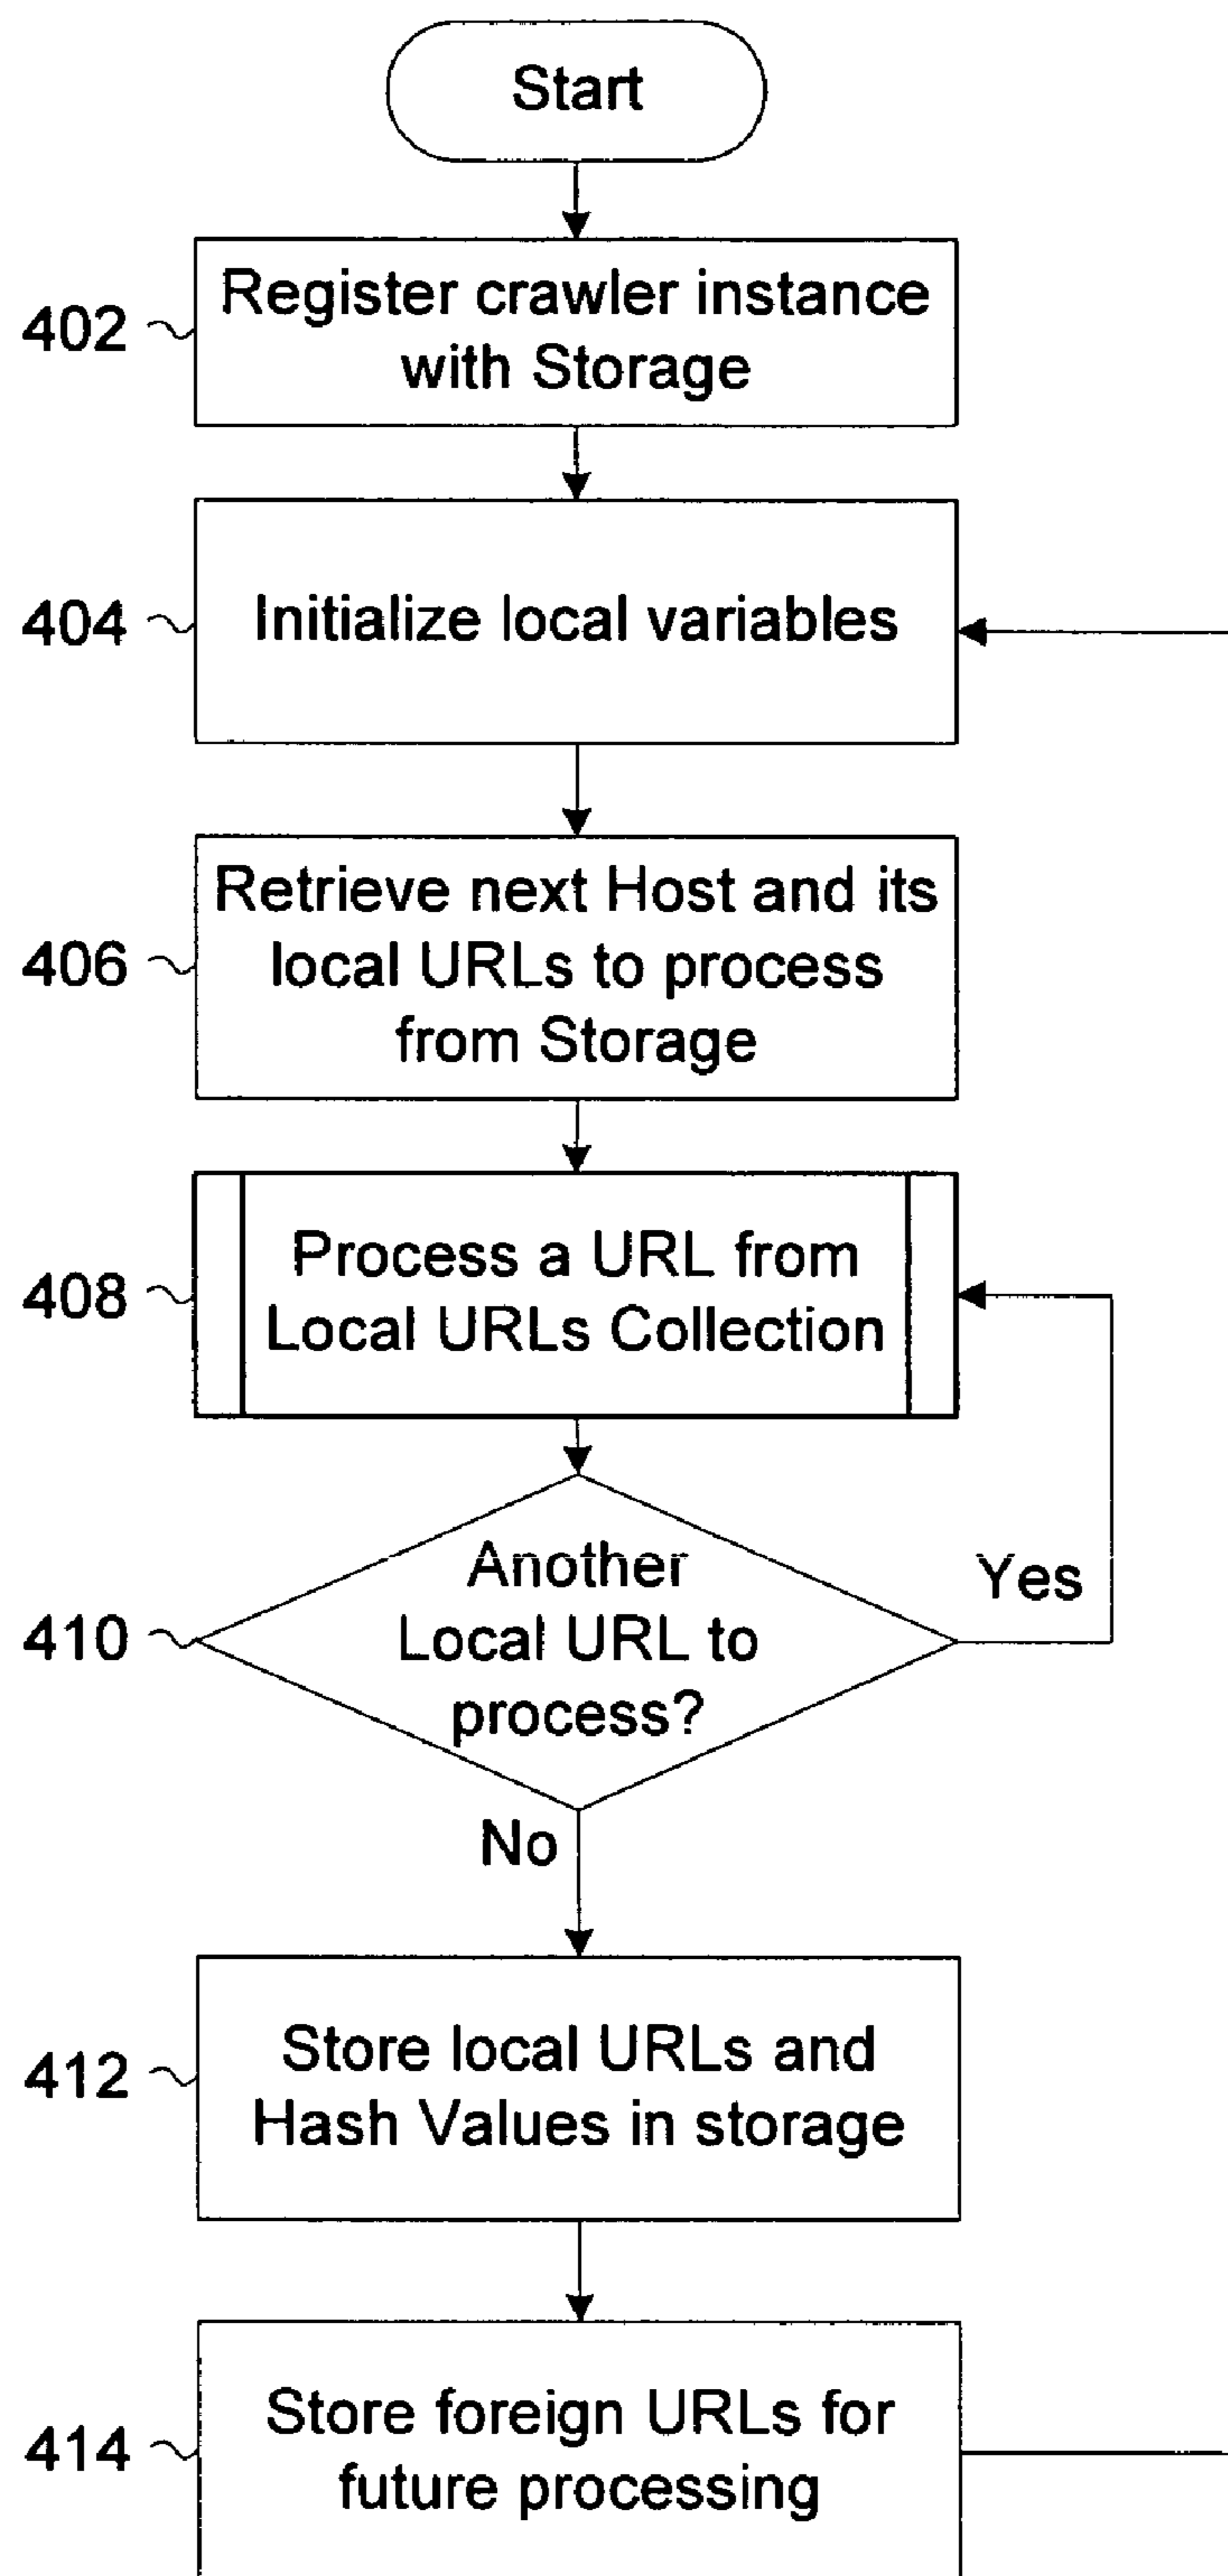 Start
402
Register crawler instance
with Storage
404
Initialize local variables
406
Retrieve next Host and its
local URLs to process
from Storage
408
Process a URL from
Local URLs Collection
410
Another
Local URL to
process?
Yes
No
412
Store local URLs and
Hash Values in storage
414
Store foreign URLs for
future processing